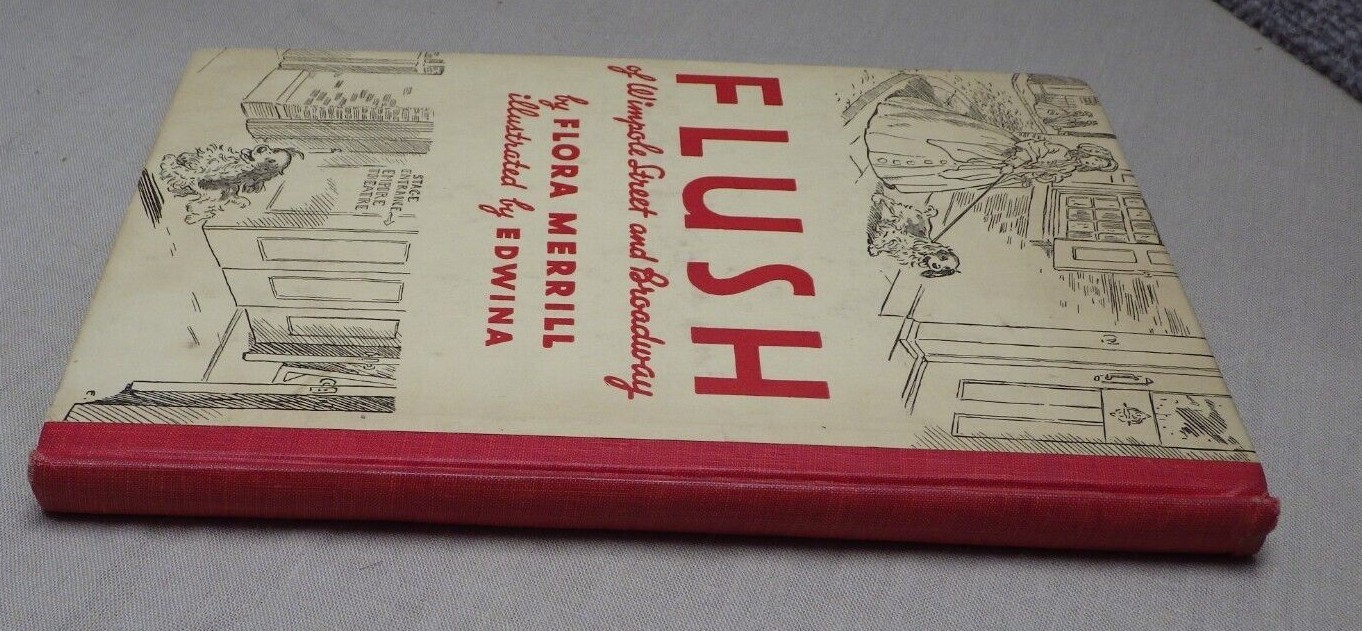 FLUSH
of Wimpole Street and Broadway
by FLORA MERRILL
illustrated by EDWINA
STAGE
ENTRANCE
EMPIRE
THEATRE